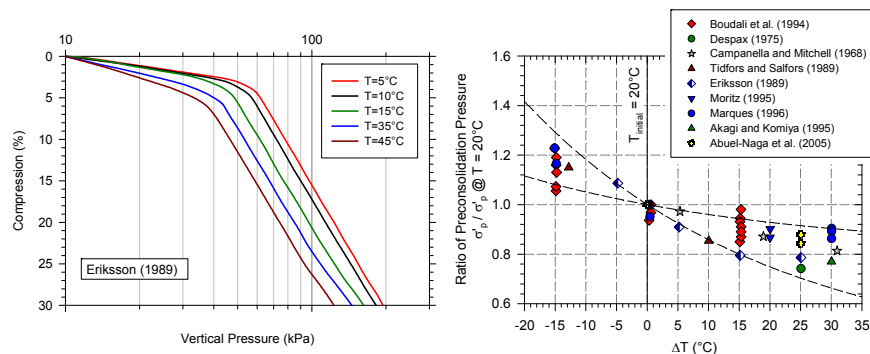 10 100
0
5
10
15
20
25
30
Compression (%)
T=5°C
T=10°C
T=15°C
T=35°C
T=45°C
Eriksson (1989)
Vertical Pressure (kPa)
Boudali et al. (1994)
Despax (1975)
Campanella and Mitchell (1968)
Tidfors and Salfors (1989)
Eriksson (1989)
Moritz (1995)
Marques (1996)
Akagi and Komiya (1995)
Abuel-Naga et al. (2005)
Ratio of Preconsolidation Pressure
σ'p / σ'p @ T = 20°C
1.6
1.4
1.2
1.0
0.8
0.6
Tinitial = 20°C
-20 -15 -10 -5 0 5 10 15 20 25 30 35
ΔT (°C)